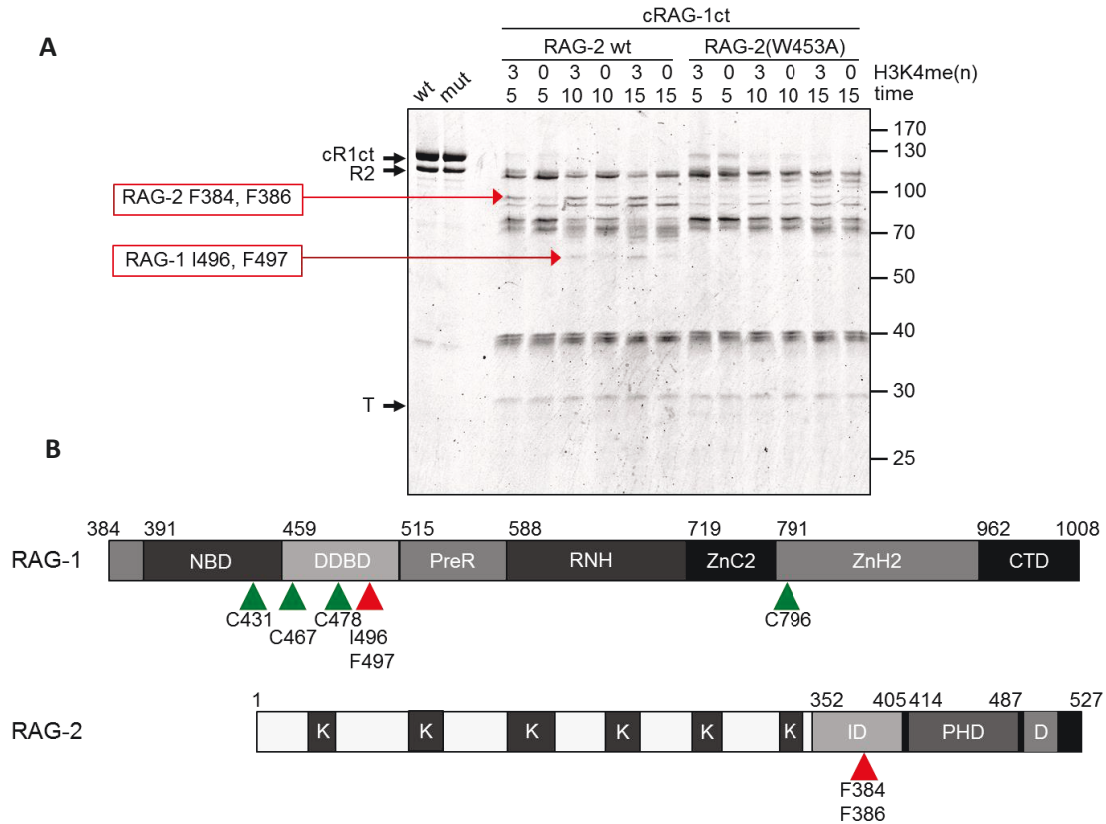 A
cRAG-1ct
RAG-2 wt RAG-2(W453A)
wt mut 3 0 3 0 3 0 3 0 3 0 3 0 H3K4me(n)
5 5 10 10 15 15 5 5 10 10 15 15 time
170
cR1ct 130
R2
RAG-2 F384, F386 100
70
RAG-1 I496, F497
50
40
30
T
25
B
384 391 459 515 588 719 791 962 1008
RAG-1 NBD DDBD PreR RNH ZnC2 ZnH2 CTD
C431 C467 C478 I496 F497 C796
1 352 405 414 487 527
RAG-2 K K K K K K ID PHD D
F384
F386